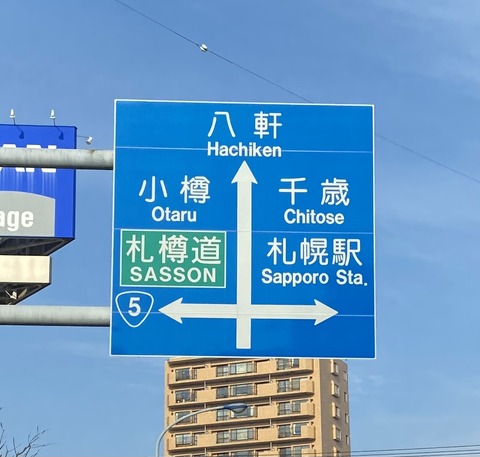 八軒
Hachiken
小樽
Otaru
千歳
Chitose
札樽道
SASSON
札幌駅
Sapporo Sta.
5
AN
age